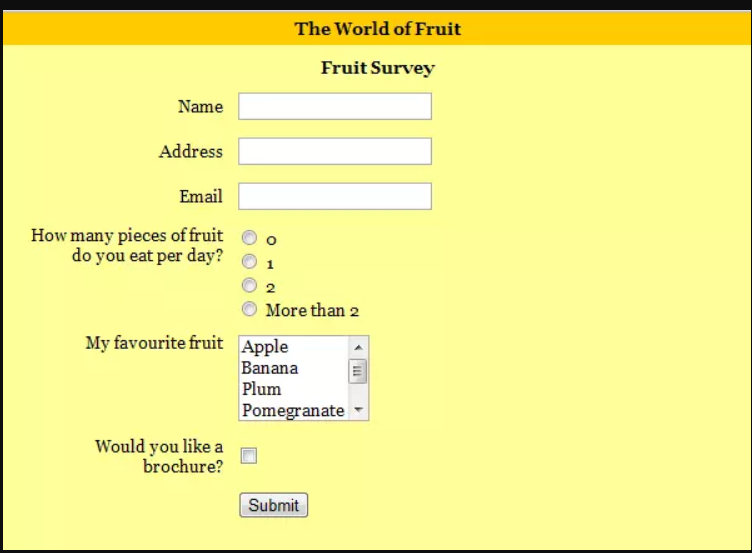 The World of Fruit
Fruit Survey
Name
Address
Email
How many pieces of fruit
do you eat per day?
0
1
2
More than 2
My favourite fruit
Apple
Banana
Plum
Pomegranate
Would you like a
brochure?
Submit